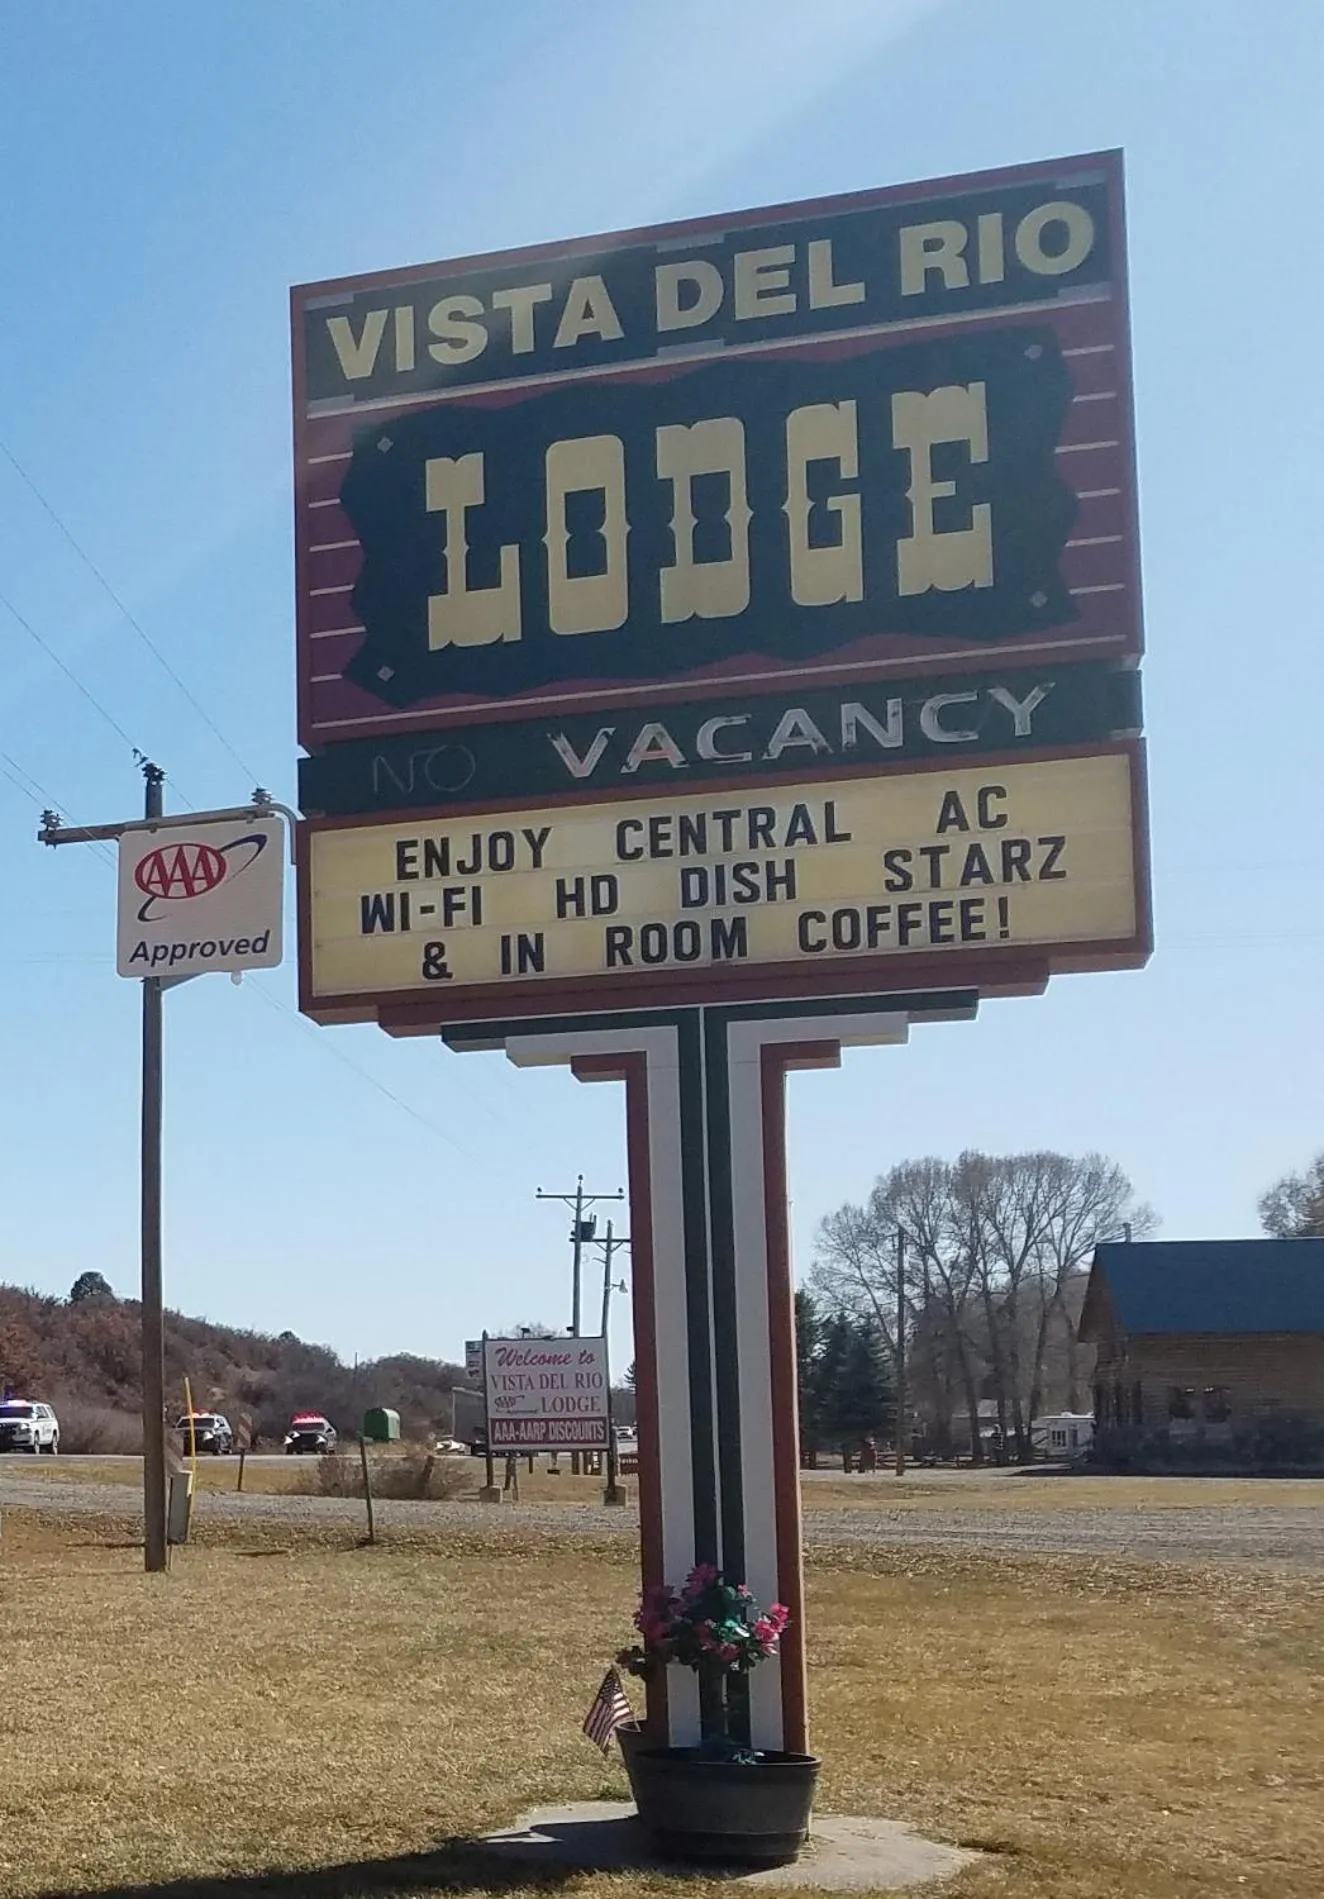 VISTA DEL RIO
LODGE
NO VACANCY
ENJOY CENTRAL AC
WI-FI HD DISH STARZ
& IN ROOM COFFEE!
AAA
Approved
Welcome to
VISTA DEL RIO
LODGE
AAA-AARP DISCOUNTS